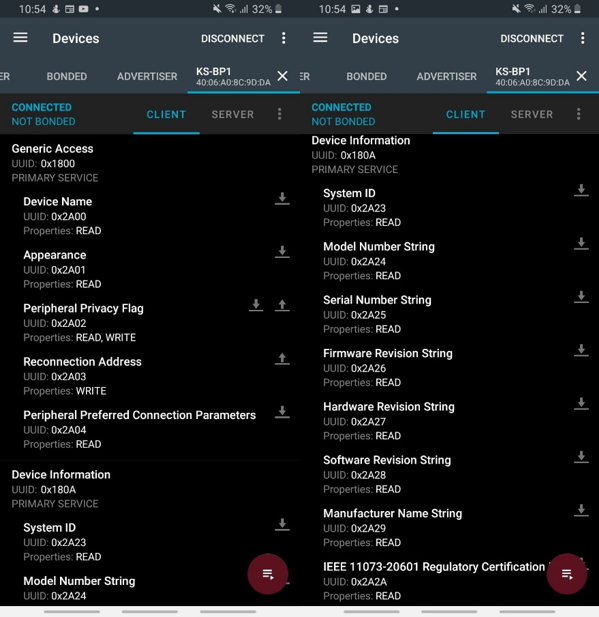 10:54
32%
Devices
DISCONNECT
ER
BONDED
ADVERTISER
KS-BP1
40:06:A0:8C:9D:DA
CONNECTED
NOT BONDED
CLIENT
SERVER
Generic Access
UUID: 0x1800
PRIMARY SERVICE
Device Name
UUID: 0x2A00
Properties: READ
Appearance
UUID: 0x2A01
Properties: READ
Peripheral Privacy Flag
UUID: 0x2A02
Properties: READ, WRITE
Reconnection Address
UUID: 0x2A03
Properties: WRITE
Peripheral Preferred Connection Parameters
UUID: 0x2A04
Properties: READ
Device Information
UUID: 0x180A
PRIMARY SERVICE
System ID
UUID: 0x2A23
Properties: READ
Model Number String
UUID: 0x2A24
10:54
32%
Devices
DISCONNECT
ER
BONDED
ADVERTISER
KS-BP1
40:06:A0:8C:9D:DA
CONNECTED
NOT BONDED
CLIENT
SERVER
Device Information
UUID: 0x180A
PRIMARY SERVICE
System ID
UUID: 0x2A23
Properties: READ
Model Number String
UUID: 0x2A24
Properties: READ
Serial Number String
UUID: 0x2A25
Properties: READ
Firmware Revision String
UUID: 0x2A26
Properties: READ
Hardware Revision String
UUID: 0x2A27
Properties: READ
Software Revision String
UUID: 0x2A28
Properties: READ
Manufacturer Name String
UUID: 0x2A29
Properties: READ
IEEE 11073-20601 Regulatory Certification
UUID: 0x2A2A
Properties: READ